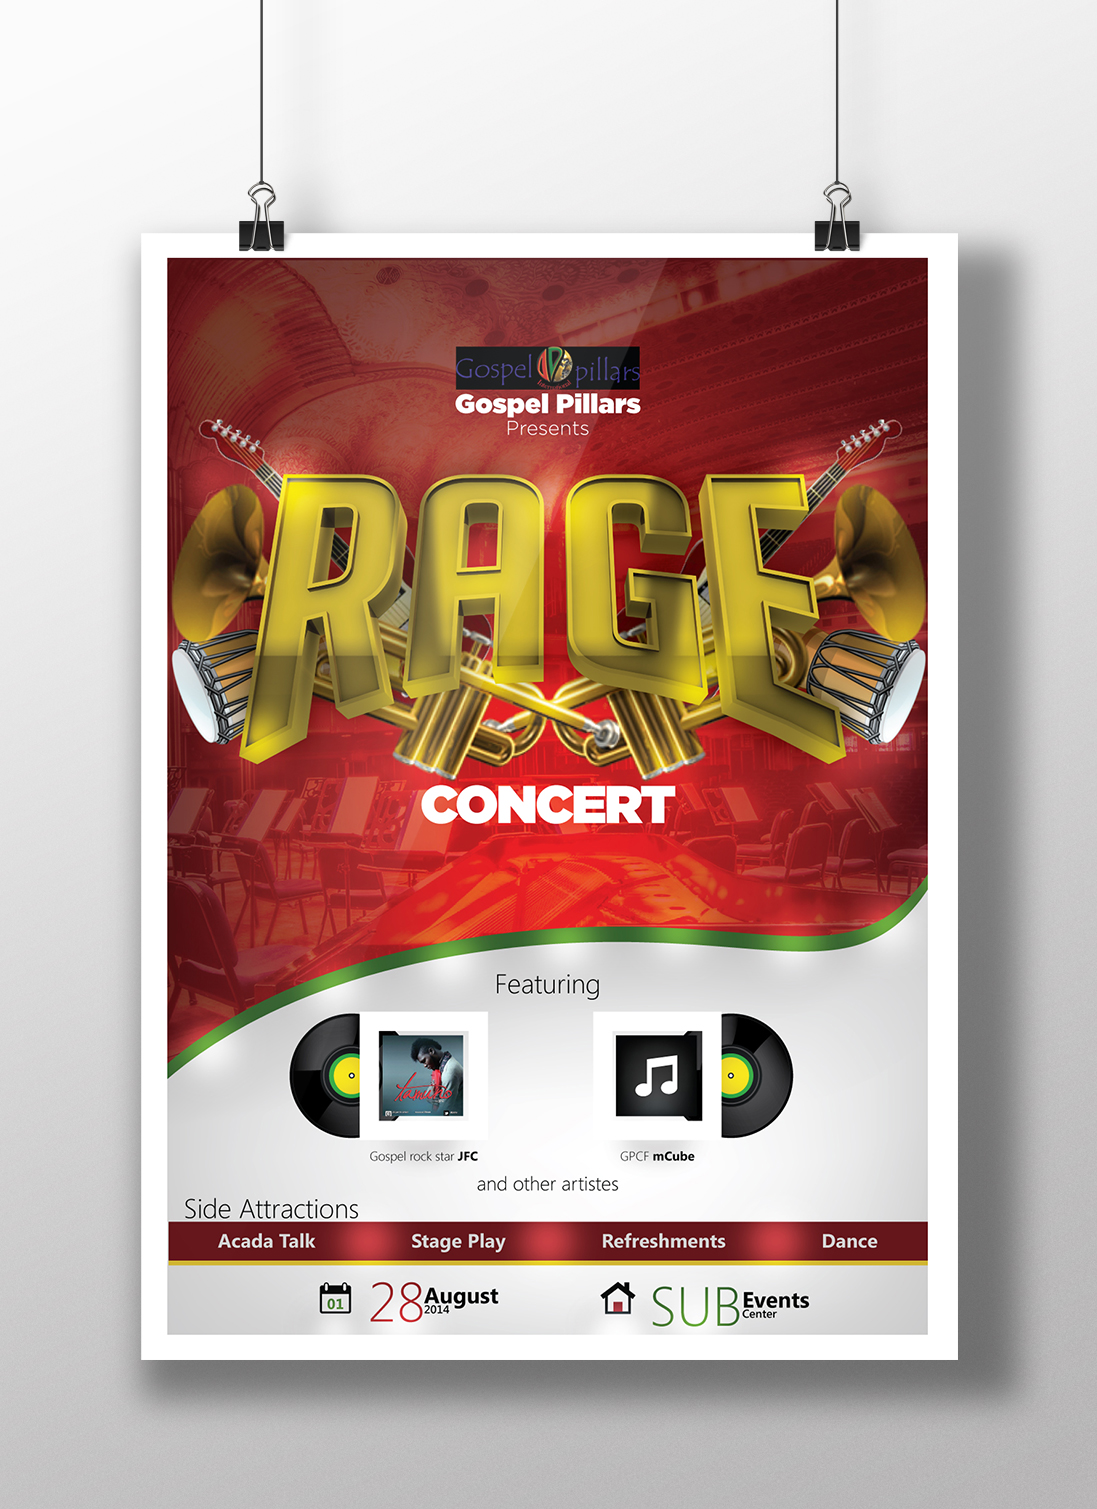 Gospel pillars
International
Gospel Pillars
Presents
RAGE
CONCERT
Featuring
Gospel rock star JFC
GPCF mCube
and other artistes
Side Attractions
Acada Talk Stage Play Refreshments Dance
01 28 August 2014
SUB Events Center